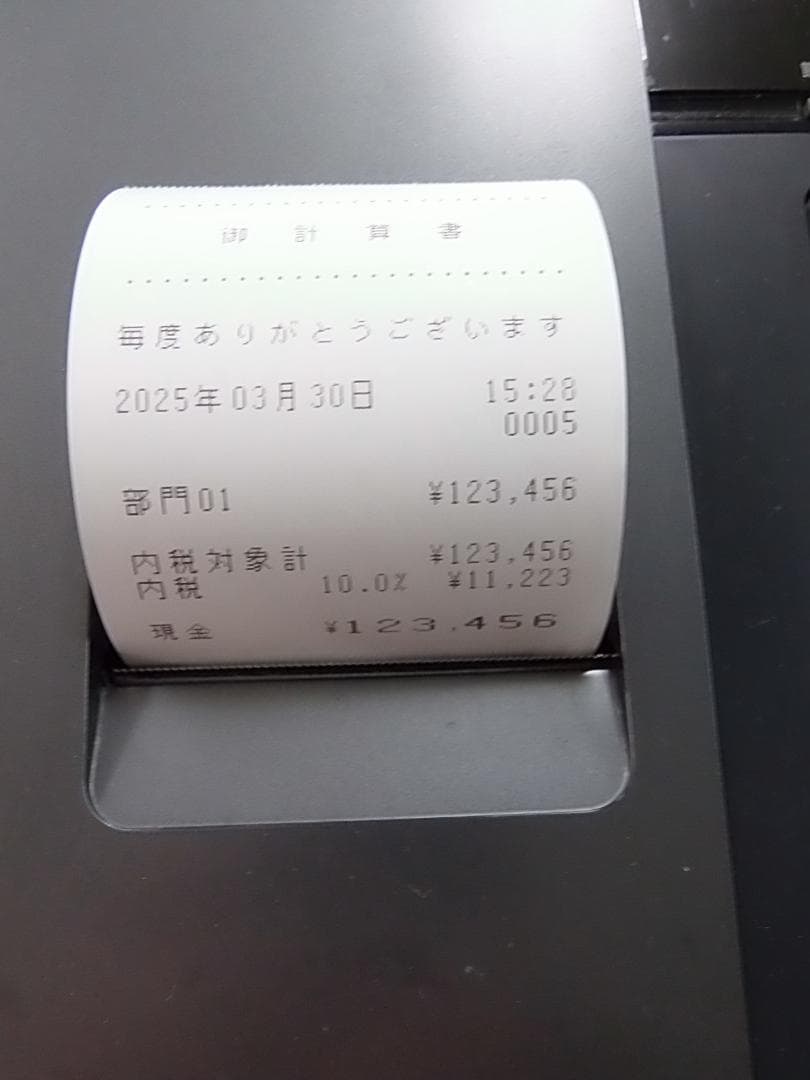 御計算書
毎度ありがとうございます
2025年03月30日 15:28
0005
部門01 ¥123,456
内税対象計 ¥123,456
内税 10.0% ¥11,223
現金 ¥123,456